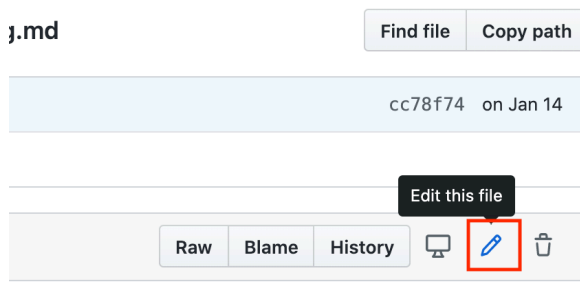 g.md
Find file Copy path
cc78f74 on Jan 14
Edit this file
Raw Blame History